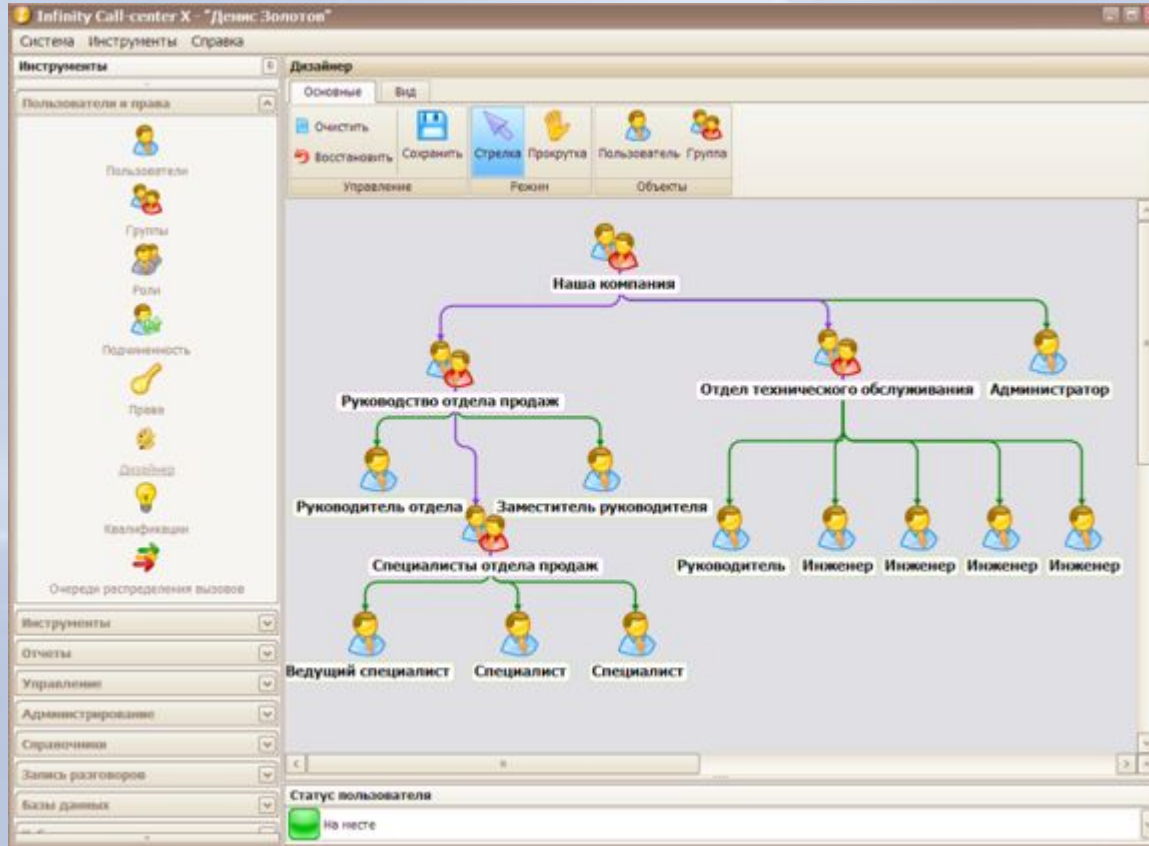 Infinity Call-center X - "Денис Золотов"
Система Инструменты Справка
Инструменты
Пользователи и права
Пользователи
Группы
Роли
Подчиненность
Права
Дизайнер
Квалификации
Очереди распределения вызовов
Инструменты
Отчеты
Управление
Администрирование
Справочники
Запись разговоров
Базы данных
Дизайнер
Основные Вид
Очистить
Восстановить
Сохранить
Стрелка
Прокрутка
Пользователь
Группа
Управление
Режим
Объекты
Наша компания
Руководство отдела продаж
Отдел технического обслуживания
Администратор
Руководитель отдела
Заместитель руководителя
Специалисты отдела продаж
Руководитель
Инженер
Инженер
Инженер
Инженер
Ведущий специалист
Специалист
Специалист
Статус пользователя
На месте